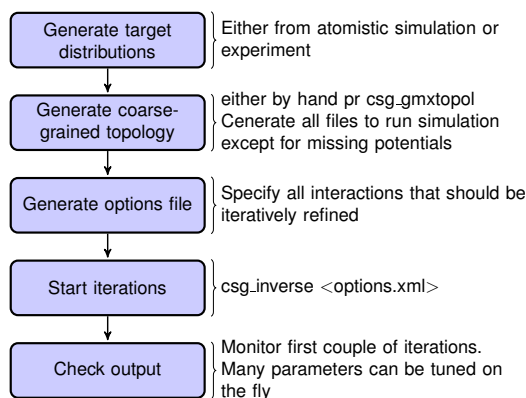 Generate target
distributions
Either from atomistic simulation or
experiment
Generate coarse-
grained topology
either by hand pr csg_gmxtopol
Cenerate all files to run simulation
except for missing potentials
Generate options file
Specify all interactions that should be
iteratively refined
Start iterations
csg_inverse <options.xml>
Check output
Monitor first couple of iterations.
Many parameters can be tuned on
the fly